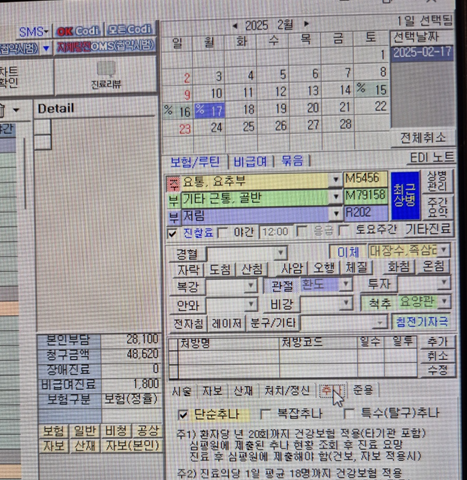 SMS OK Codi 모든Codi
OMS(협약시행)
차트
확인
진료리뷰
2025 2월
1일 선택됨
선택날짜
2025-02-17
일 월 화 수 목 금 토
1
2 3 4 5 6 7 8
9 10 11 12 13 14 % 15
% 16 % 17 18 19 20 21 22
23 24 25 26 27 28
전체취소
Detail
야간
보험/루틴 비급여 묶음 EDI 노트
주 요통, 요추부 M5456
부 기타 근통, 골반 M79158
부 저림 R202
최근
상병
상병
관리
주간
요약
진찰료 야간 12:00 응급 토요주간 기타진료
경혈 이체 대장수,족삼
자락 도침 산침 사암 오행 체질 화침 온침
복강 관절 환도 투자
안와 비강 척추 요양관
전자침 레이저 분구/기타 침전기자극
처방명 처방코드 일수 일투 추가
취소
수정
본인부담 28,100
청구금액 48,620
장애진료 0
비급여진료 1,800
보험구분 보험(정률)
보험 일반 비청 공상
자보 산재 자보(본인)
시술 자보 산재 처치/정신 추나 준용
단순추나 복잡추나 특수(탈구)추나
주1) 환자당 년 20회까지 건강보험 적용(타기관 포함)
심평원에 제출된 추나 현황 조회 후 진료 요망
진료 후 심평원에 제출해야 함(건보, 자보 적용시)
주2) 진료의당 1일 평균 18명까지 건강보험 적용